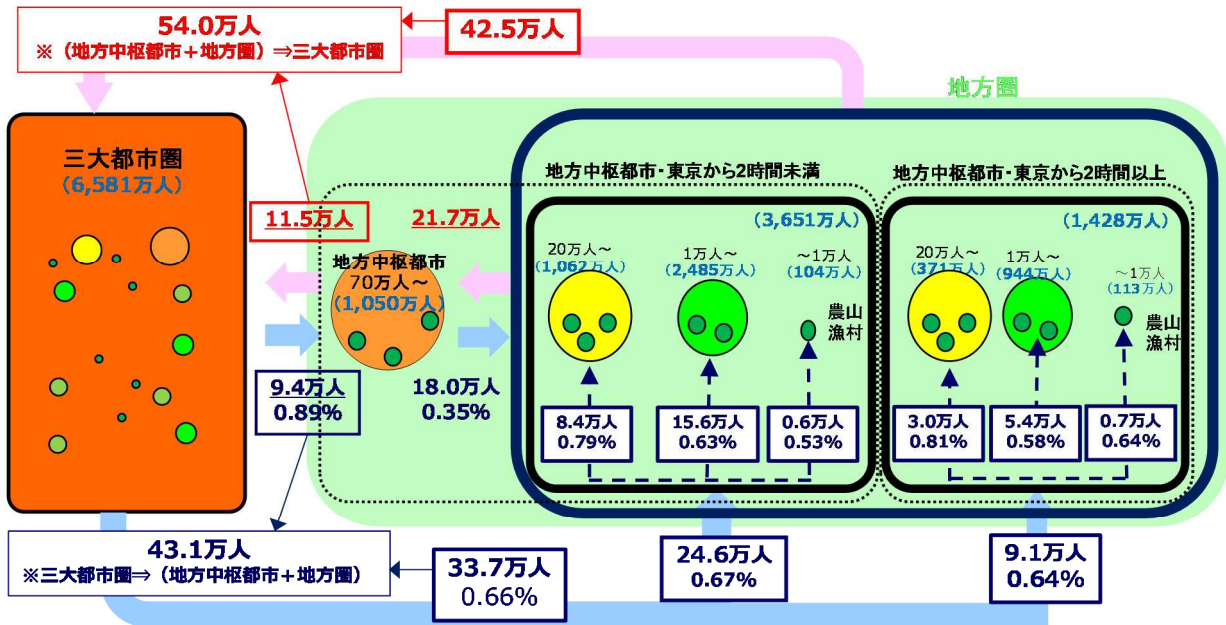 54.0万人
※（地方中枢都市＋地方圏）⇒三大都市圏
42.5万人
地方圏
三大都市圏
(6,581万人)
地方中枢都市・東京から2時間未満
地方中枢都市・東京から2時間以上
11.5万人
21.7万人
(3,651万人)
(1,428万人)
地方中枢都市
70万人～
(1,050万人)
20万人～
(1,062万人)
1万人～
(2,485万人)
～1万人
(104万人)
農山
漁村
20万人～
(371万人)
1万人～
(944万人)
～1万人
(113万人)
農山
漁村
9.4万人
0.89%
18.0万人
0.35%
8.4万人
0.79%
15.6万人
0.63%
0.6万人
0.53%
3.0万人
0.81%
5.4万人
0.58%
0.7万人
0.64%
43.1万人
※三大都市圏⇒（地方中枢都市＋地方圏）
33.7万人
0.66%
24.6万人
0.67%
9.1万人
0.64%